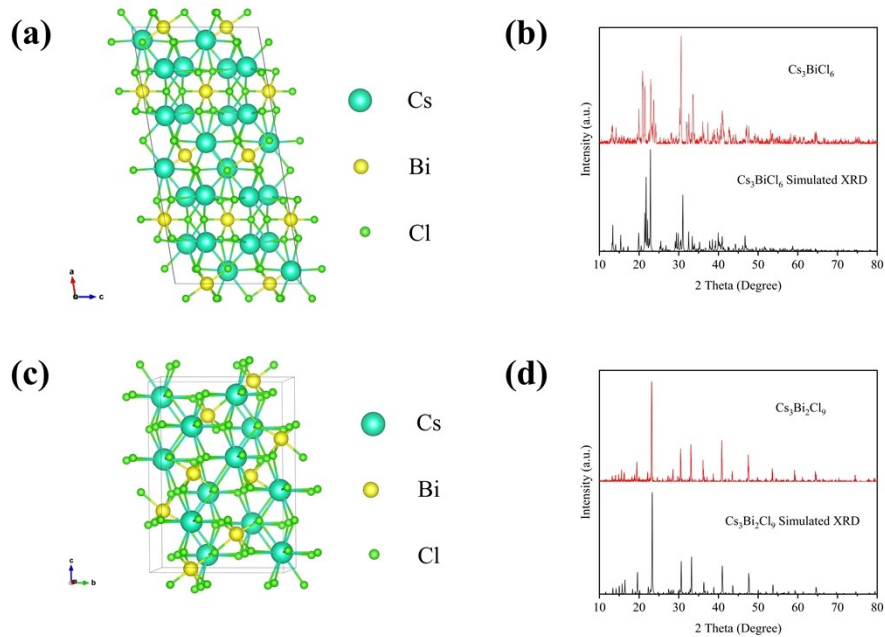 (a)
Cs
Bi
Cl
a
c
(b)
Cs₃BiCl₆
Cs₃BiCl₆ Simulated XRD
Intensity (a.u.)
10 20 30 40 50 60 70 80
2 Theta (Degree)
(c)
Cs
Bi
Cl
c
b
(d)
Cs₃Bi₂Cl₉
Cs₃Bi₂Cl₉ Simulated XRD
Intensity (a.u.)
10 20 30 40 50 60 70 80
2 Theta (Degree)